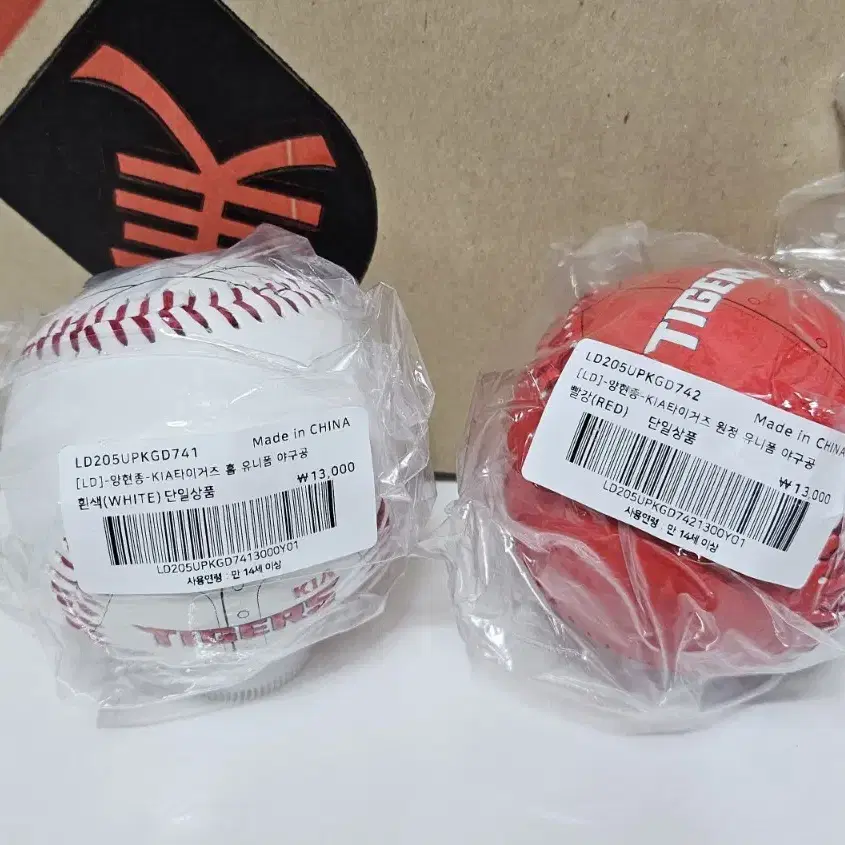 LD205UPKGD741
Made in CHINA
[LD]-양현종-KIA타이거즈 홈 유니폼 야구공
₩13,000
흰색(WHITE) 단일상품
LD205UPKGD7413000Y01
사용연령 : 만 14세 이상
KIA
TIGERS
TIGERS
LD205UPKGD742
Made in CHINA
[LD]-양현종-KIA타이거즈 원정 유니폼 야구공
빨강(RED) 단일상품
₩13,000
LD205UPKGD7421300Y01
사용연령 : 만 14세 이상